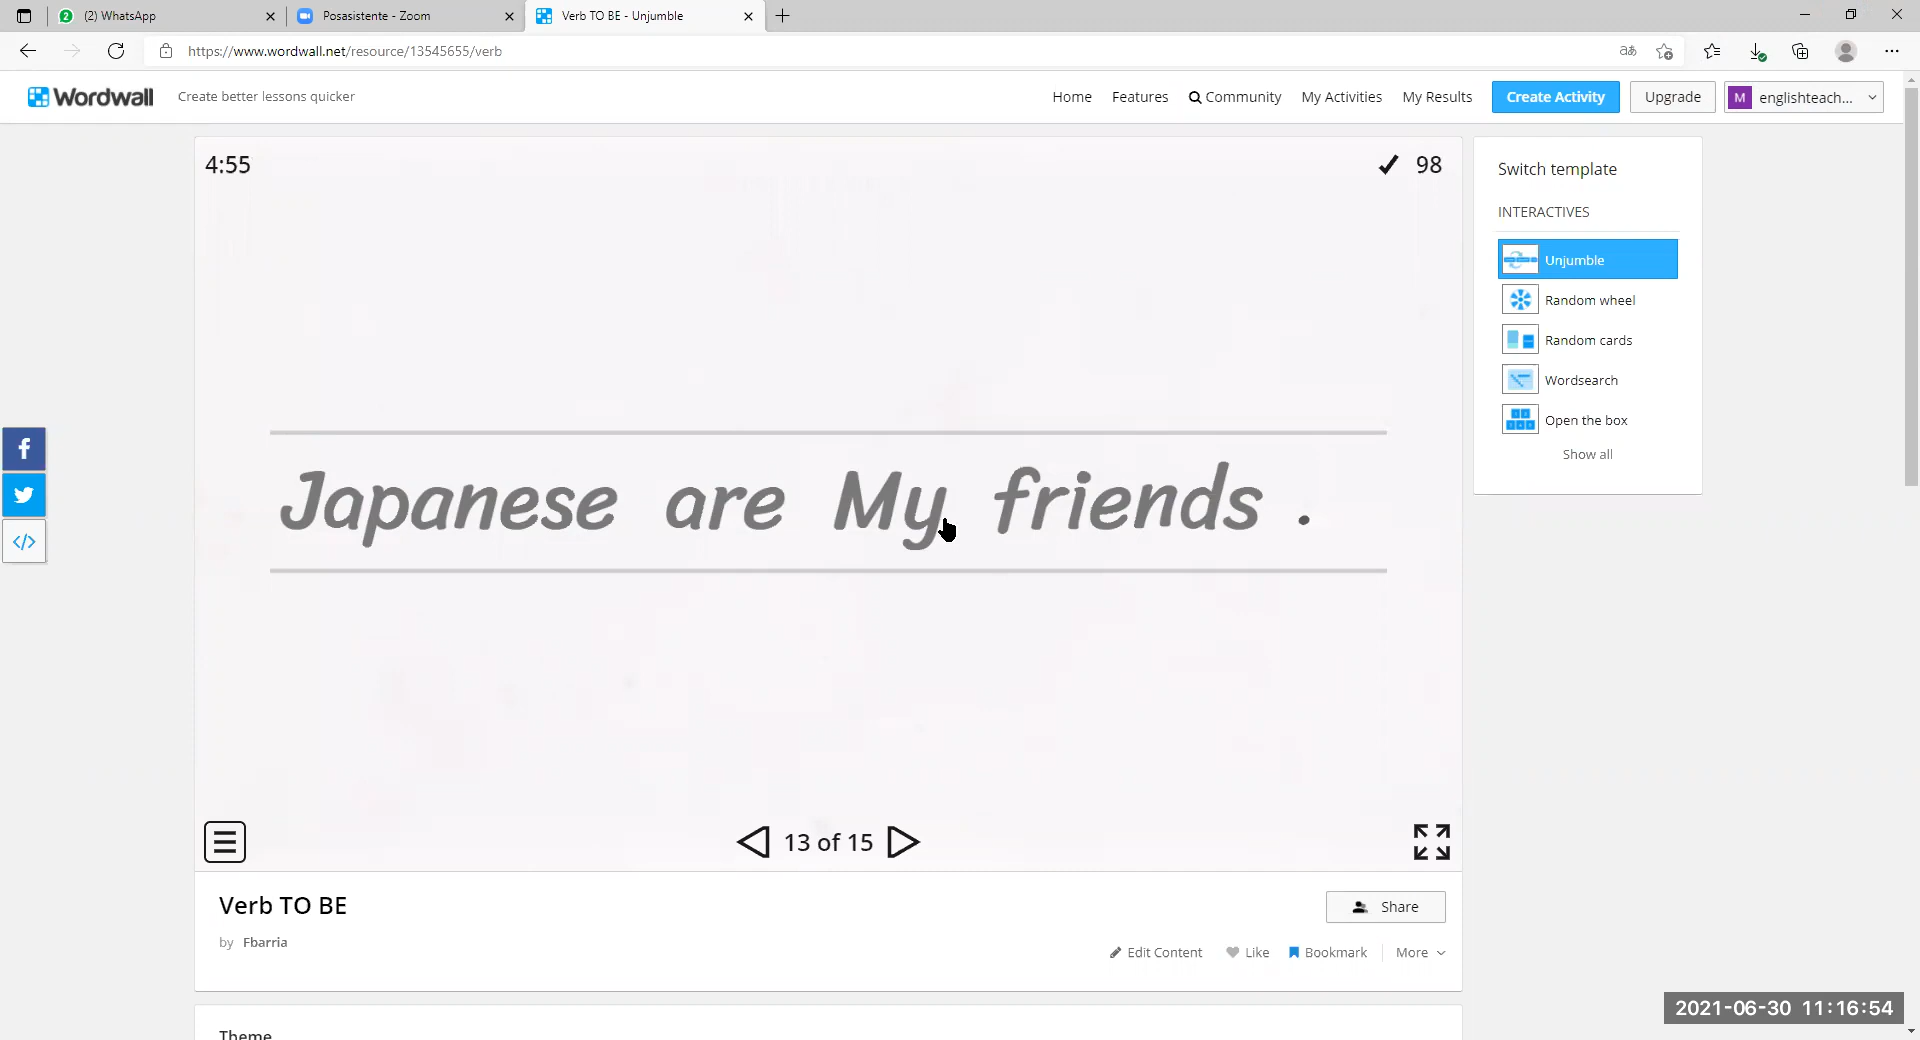 (2) WhatsApp
Posasistente - Zoom
Verb TO BE - Unjumble
https://www.wordwall.net/resource/13545655/verb
Wordwall Create better lessons quicker Home Features Community My Activities My Results Create Activity Upgrade M englishteach...
4:55 98
Switch template
INTERACTIVES
Unjumble
Random wheel
Random cards
Wordsearch
Open the box
Show all
Japanese are My friends .
13 of 15
Verb TO BE
Share
by Fbarria
Edit Content Like Bookmark More
2021-06-30 11:16:54
Theme